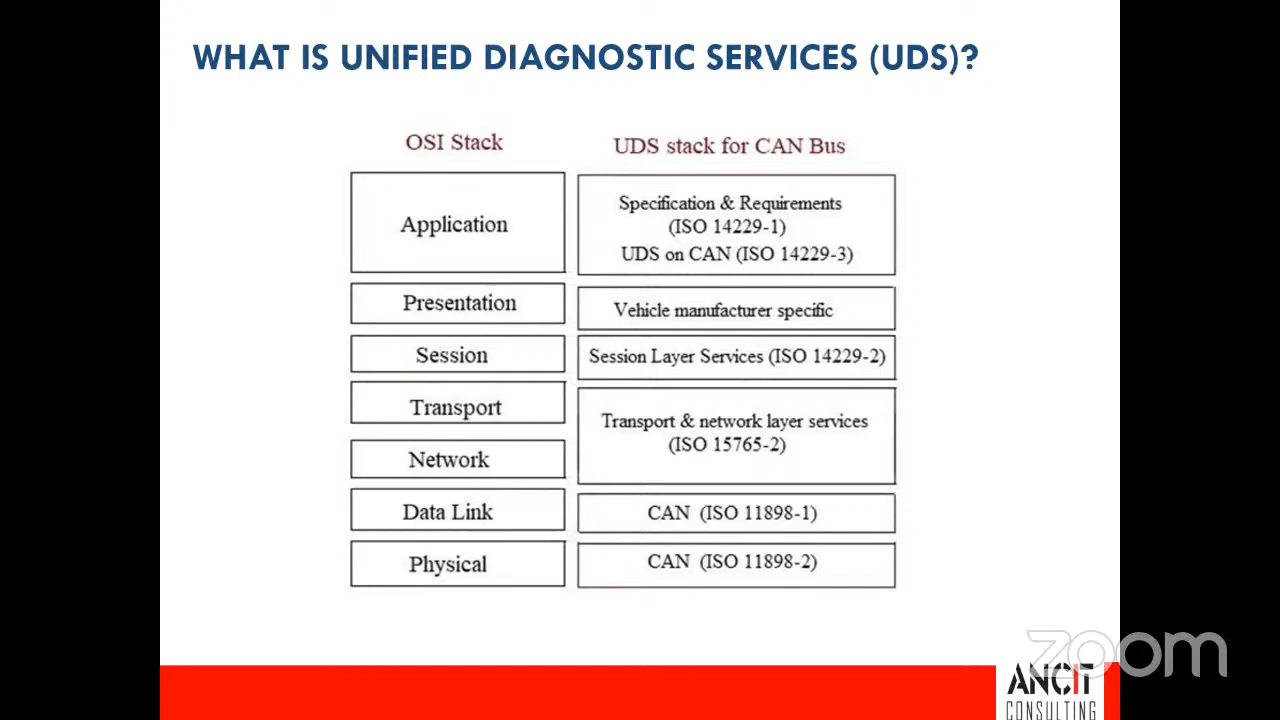 WHAT IS UNIFIED DIAGNOSTIC SERVICES (UDS)?
OSI Stack
UDS stack for CAN Bus
Application
Specification & Requirements
(ISO 14229-1)
UDS on CAN (ISO 14229-3)
Presentation
Vehicle manufacturer specific
Session
Session Layer Services (ISO 14229-2)
Transport
Transport & network layer services
(ISO 15765-2)
Network
Data Link
CAN (ISO 11898-1)
Physical
CAN (ISO 11898-2)
zoom
ANCIT
CONSULTING